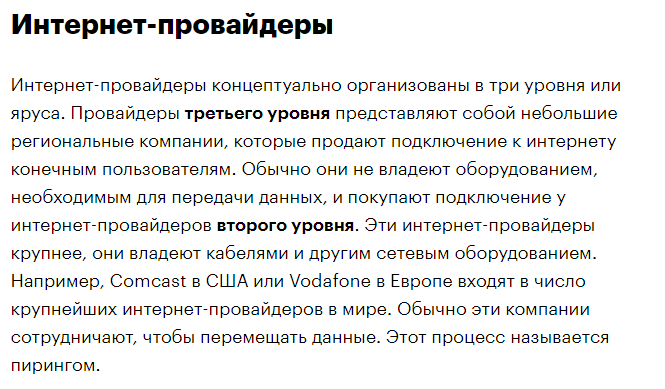 Интернет-провайдеры
Интернет-провайдеры концептуально организованы в три уровня или
яруса. Провайдеры третьего уровня представляют собой небольшие
региональные компании, которые продают подключение к интернету
конечным пользователям. Обычно они не владеют оборудованием,
необходимым для передачи данных, и покупают подключение у
интернет-провайдеров второго уровня. Эти интернет-провайдеры
крупнее, они владеют кабелями и другим сетевым оборудованием.
Например, Comcast в США или Vodafone в Европе входят в число
крупнейших интернет-провайдеров в мире. Обычно эти компании
сотрудничают, чтобы перемещать данные. Этот процесс называется
пирингом.